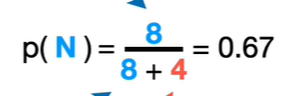 p( N ) = 8 / 8 + 4 = 0.67